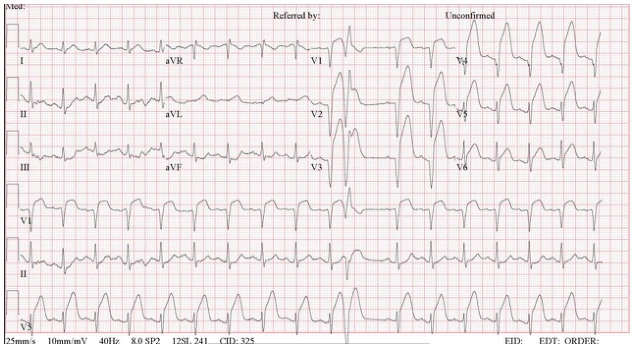 Med:
Referred by: Unconfirmed
I aVR V1 V4
II aVL V2 V5
III aVF V3 V6
V1
II
V5
25mm/s 10mm/mV 40Hz 8.0 SP2 12SL 241 CID: 325 EID: EDT: ORDER: